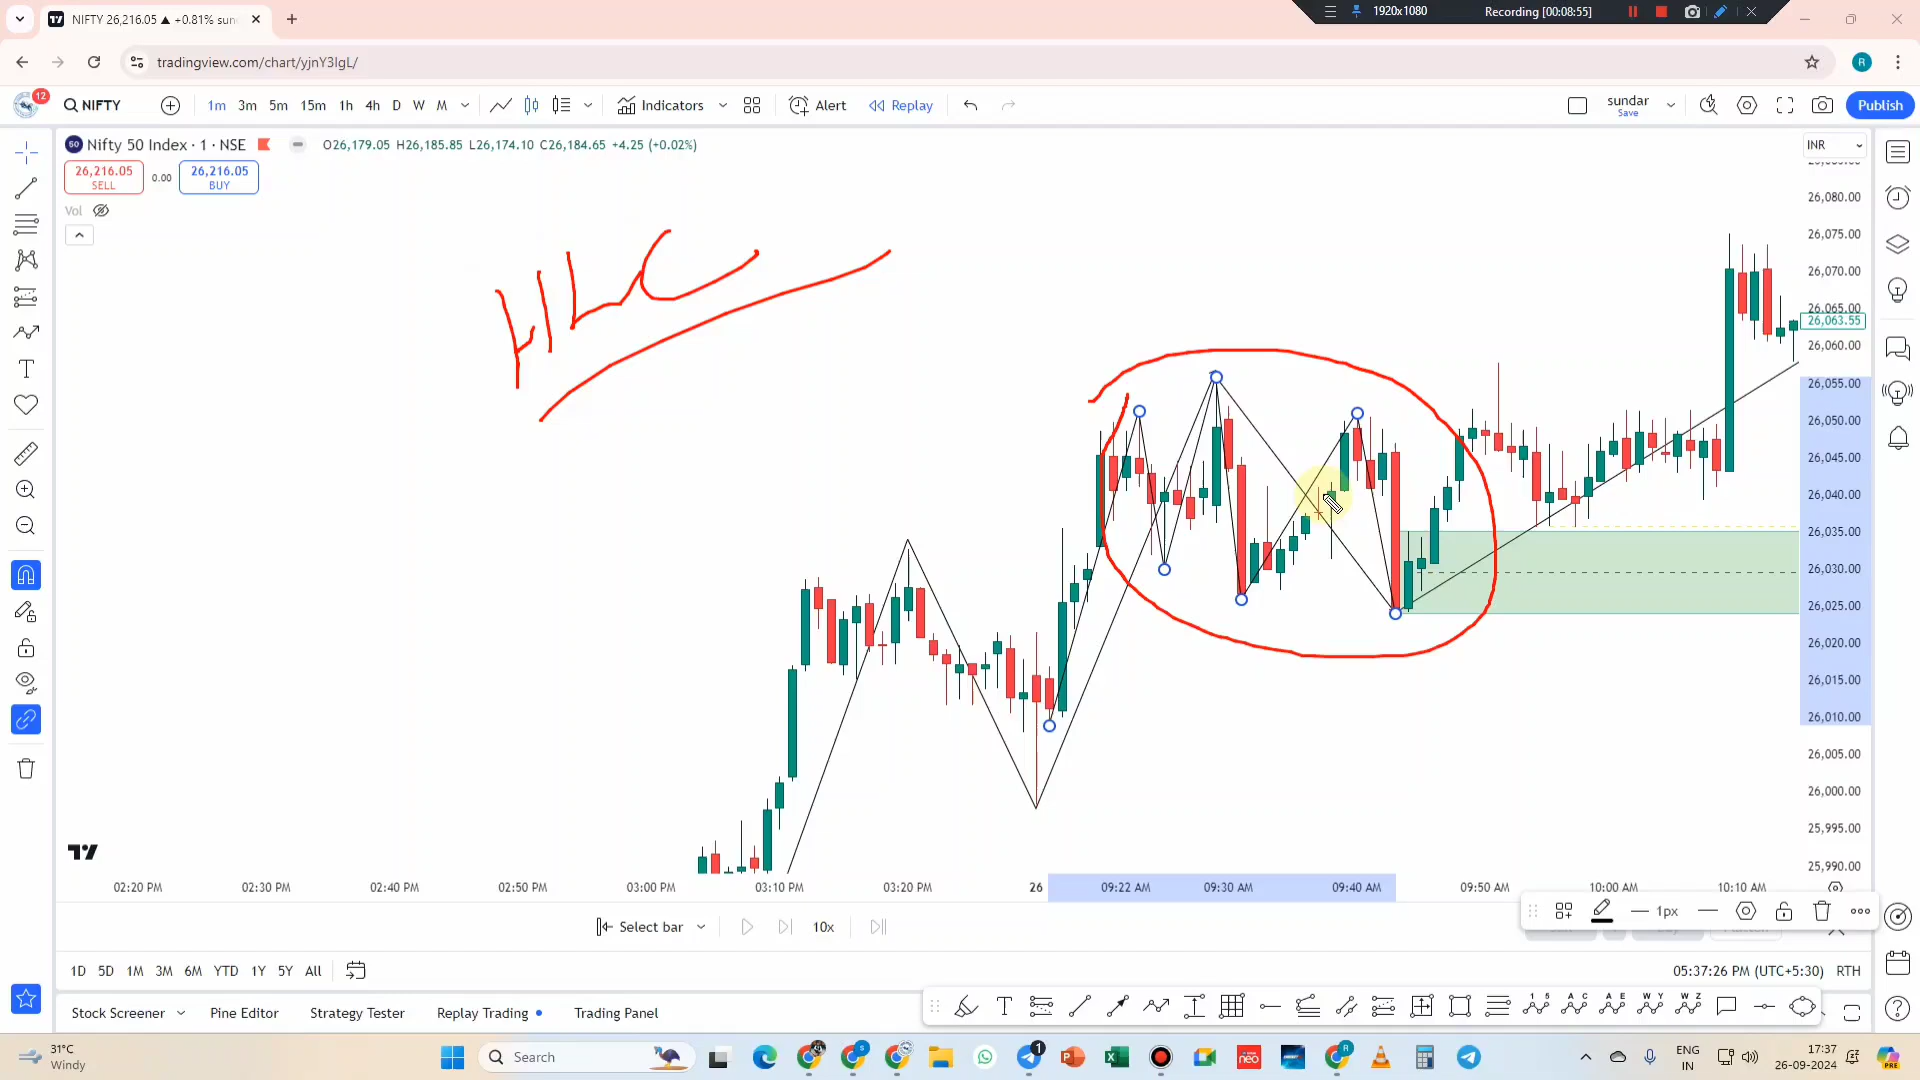 NIFTY 26,216.05 ▲ +0.81% sun
1920x1080
Recording [00:08:55]
tradingview.com/chart/yjnY3IgL/
R
12
NIFTY
1m 3m 5m 15m 1h 4h D W M
Indicators
Alert
Replay
sundar
Save
Publish
Nifty 50 Index · 1 · NSE
O26,179.05 H26,185.85 L26,174.10 C26,184.65 +4.25 (+0.02%)
INR
26,216.05
SELL
0.00
26,216.05
BUY
Vol
HLC
26,080.00
26,075.00
26,070.00
26,065.00
26,063.55
26,060.00
26,055.00
26,050.00
26,045.00
26,040.00
26,035.00
26,030.00
26,025.00
26,020.00
26,015.00
26,010.00
26,005.00
26,000.00
25,995.00
25,990.00
02:20 PM 02:30 PM 02:40 PM 02:50 PM 03:00 PM 03:10 PM 03:20 PM 26 09:22 AM 09:30 AM 09:40 AM 09:50 AM 10:00 AM 10:10 AM
1px
Select bar
10x
1D 5D 1M 3M 6M YTD 1Y 5Y All
05:37:26 PM (UTC+5:30) RTH
Stock Screener
Pine Editor
Strategy Tester
Replay Trading
Trading Panel
31°C
Windy
Search
neo
ENG
IN
17:37
26-09-2024